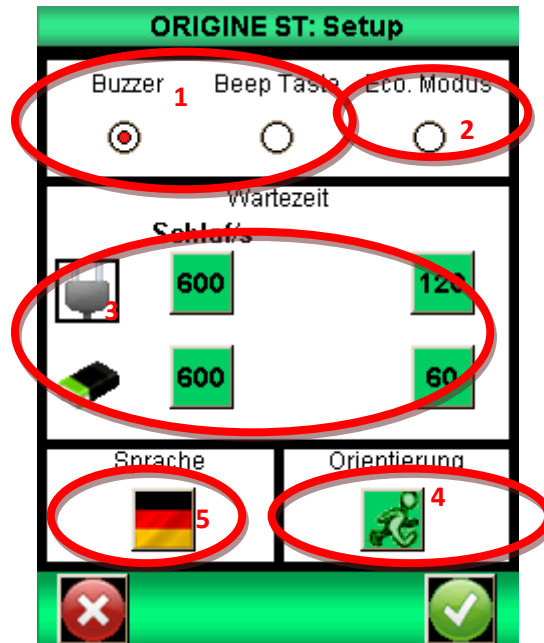 ORIGINE ST: Setup
Buzzer 1 Beep Taste Eco. Modus
2
Wartezeit
Schlaf/s
600 120
3
600 60
Sprache Orientierung
5 4